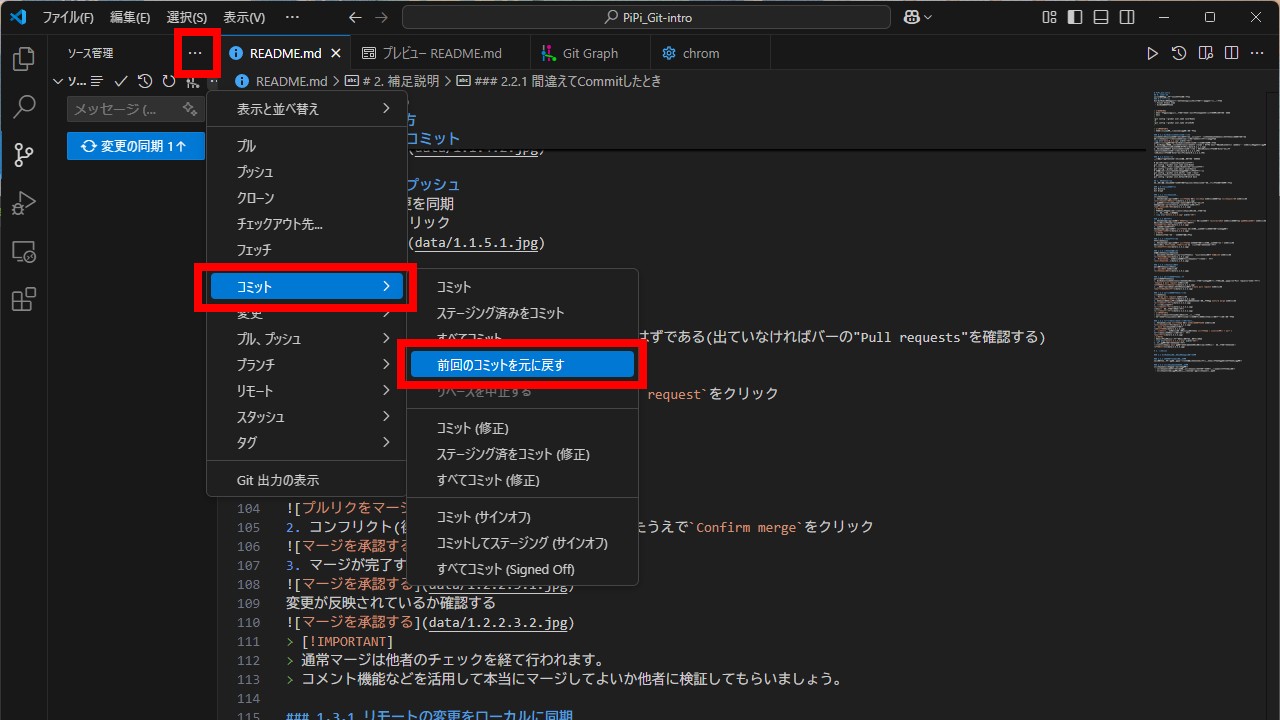 ファイル(F) 編集(E) 選択(S) 表示(V) ··· PiPi_Git-intro
ソース管理 ··· README.md プレビュー README.md Git Graph chrom
ソ...
README.md > # 2. 補足説明 > ### 2.2.1 間違えてCommitしたとき
メッセージ (...
変更の同期 1↑
表示と並べ替え
プル
プッシュ
クローン
チェックアウト先...
フェッチ
コミット
変更
プル、プッシュ
ブランチ
リモート
スタッシュ
タグ
Git 出力の表示
コミット
ステージング済みをコミット
すべてコミット
前回のコミットを元に戻す
リベースを中止する
コミット (修正)
ステージング済をコミット (修正)
すべてコミット (修正)
コミット (サインオフ)
コミットしてステージング (サインオフ)
すべてコミット (Signed Off)
方
コミット
プッシュ
更を同期
リック
(data/1.1.5.1.jpg)
はずである(出ていなければバーの"Pull requests"を確認する)
request`をクリック
104 ![プルリクをマージ
105 2. コンフリクト( たうえで`Confirm merge`をクリック
106 ![マージを承認する
107 3. マージが完了す
108 ![マージを承認する](data/1.2.2.3.1.jpg)
109 変更が反映されているか確認する
110 ![マージを承認する](data/1.2.2.3.2.jpg)
111 > [!IMPORTANT]
112 > 通常マージは他者のチェックを経て行われます。
113 > コメント機能などを活用して本当にマージしてよいか他者に検証してもらいましょう。
114
115 ### 1.3.1 リモートの変更をローカルに同期